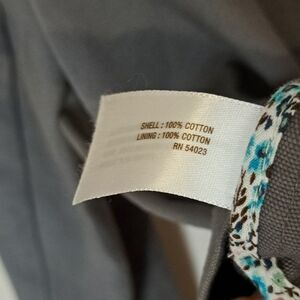 SHELL : 100% COTTON
LINING : 100% COTTON
RN 54023